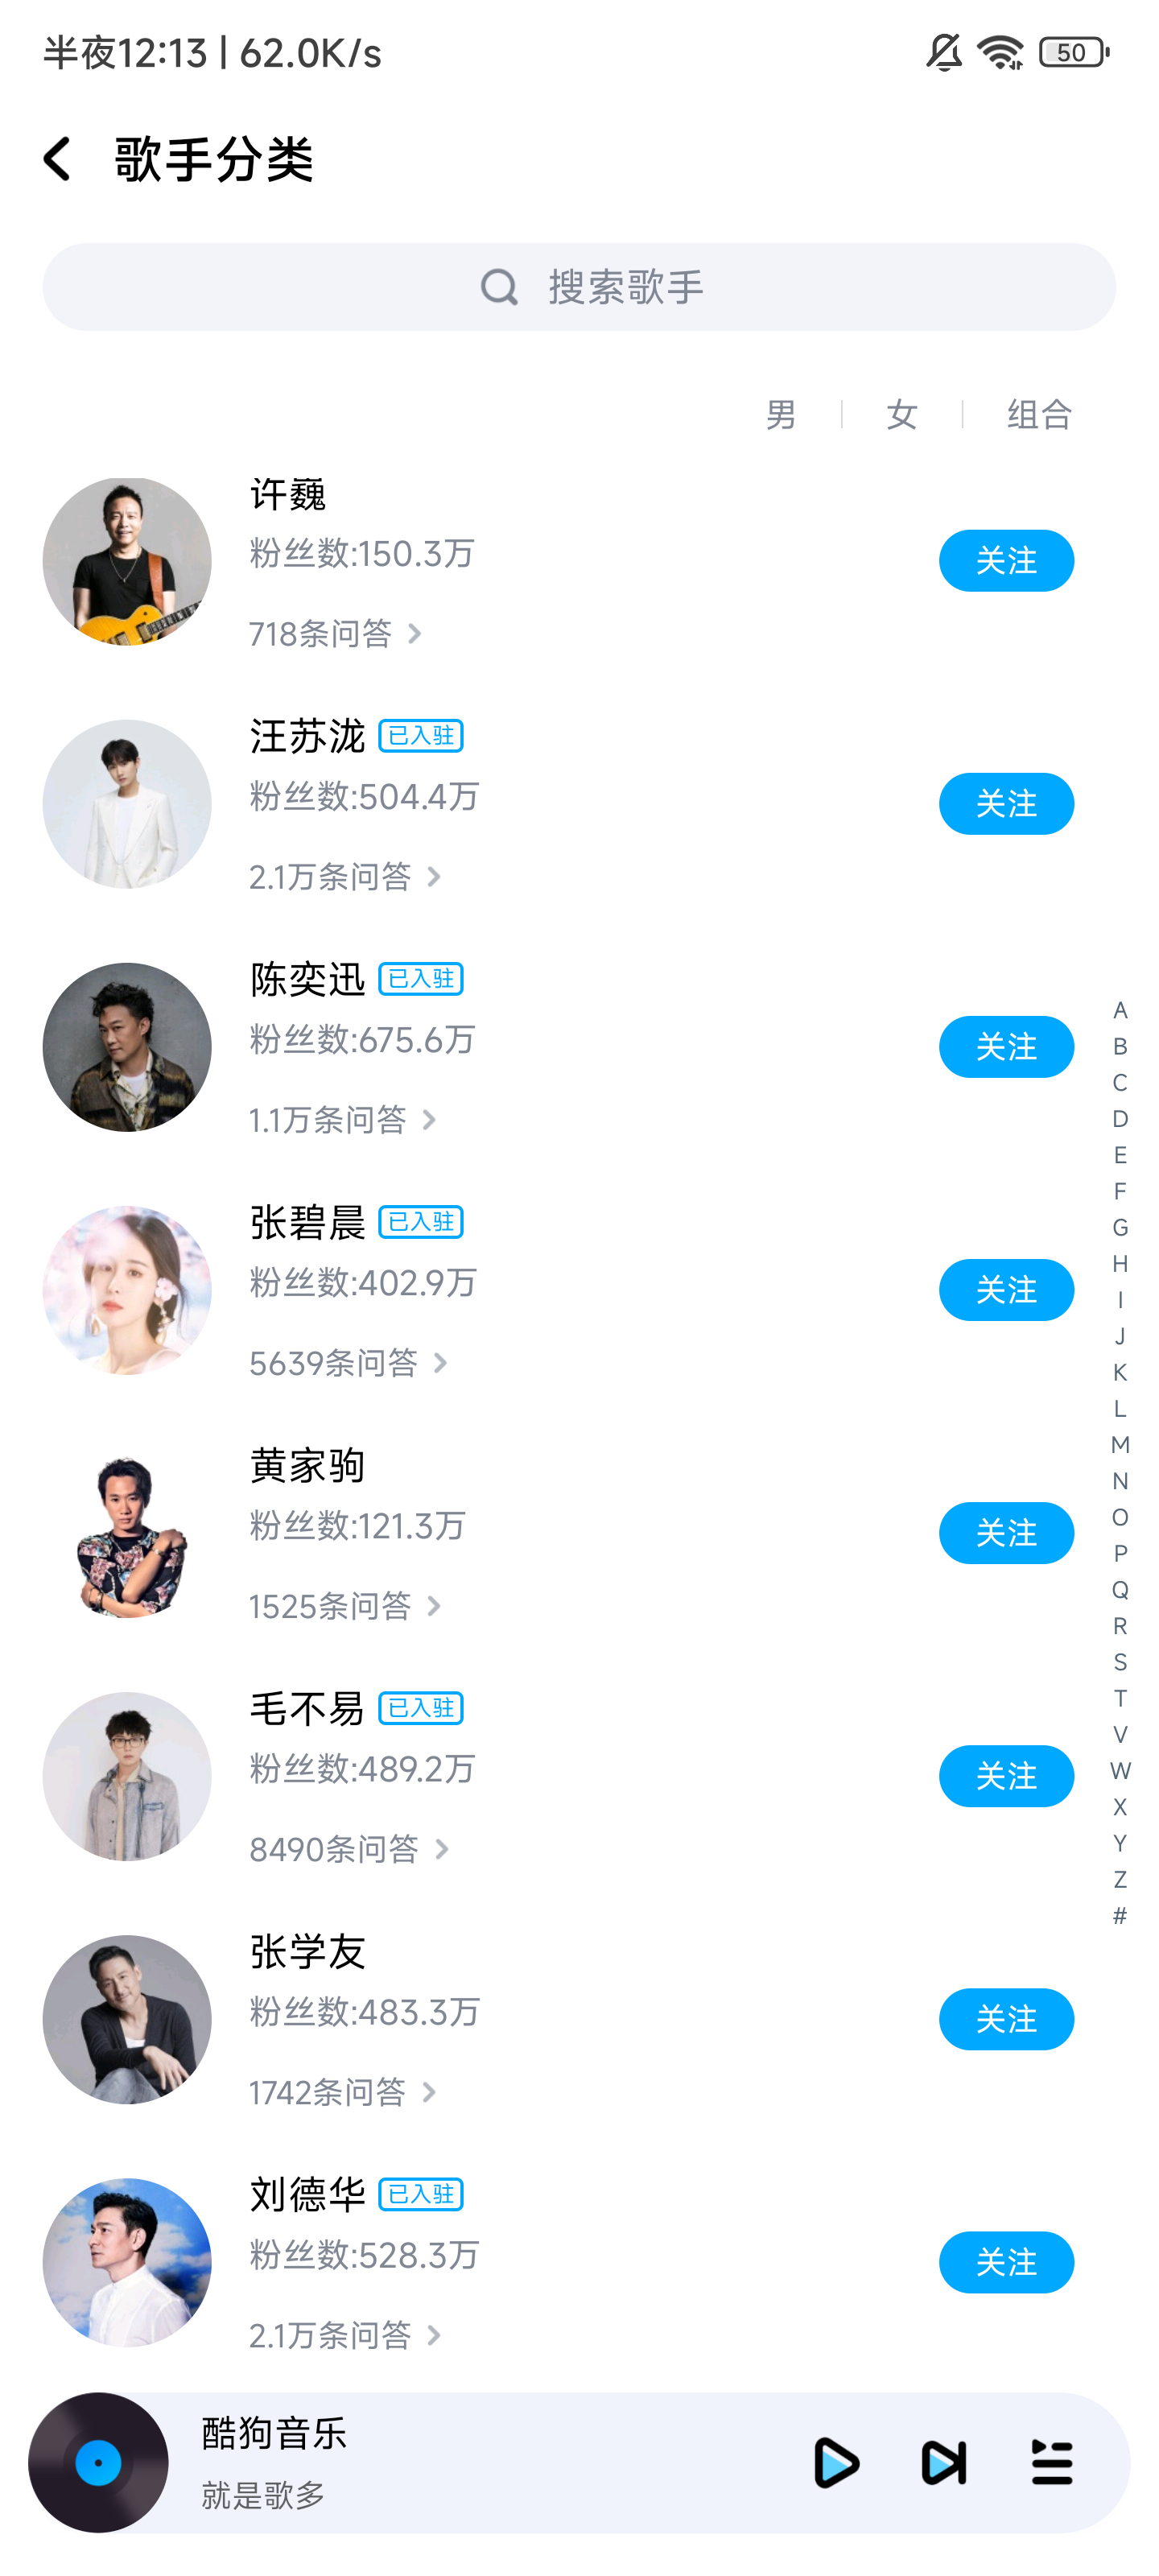 半夜12:13 | 62.0K/s
50
歌手分类
搜索歌手
男 | 女 | 组合
许巍
粉丝数:150.3万
关注
718条问答
汪苏泷 已入驻
粉丝数:504.4万
关注
2.1万条问答
陈奕迅 已入驻
粉丝数:675.6万
关注
1.1万条问答
张碧晨 已入驻
粉丝数:402.9万
关注
5639条问答
黄家驹
粉丝数:121.3万
关注
1525条问答
毛不易 已入驻
粉丝数:489.2万
关注
8490条问答
张学友
粉丝数:483.3万
关注
1742条问答
刘德华 已入驻
粉丝数:528.3万
关注
2.1万条问答
A
B
C
D
E
F
G
H
I
J
K
L
M
N
O
P
Q
R
S
T
V
W
X
Y
Z
#
酷狗音乐
就是歌多